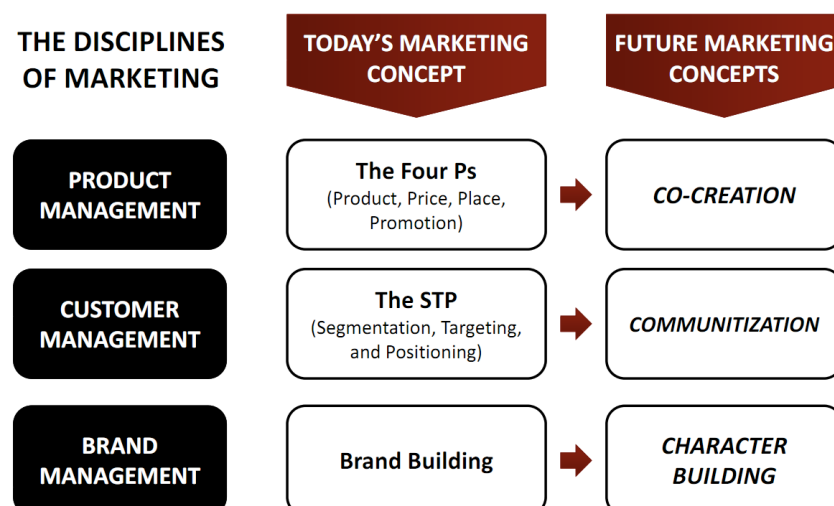 THE DISCIPLINES
OF MARKETING
TODAY'S MARKETING
CONCEPT
FUTURE MARKETING
CONCEPTS
PRODUCT
MANAGEMENT
The Four Ps
(Product, Price, Place,
Promotion)
CO-CREATION
CUSTOMER
MANAGEMENT
The STP
(Segmentation, Targeting,
and Positioning)
COMMUNITIZATION
BRAND
MANAGEMENT
Brand Building
CHARACTER
BUILDING